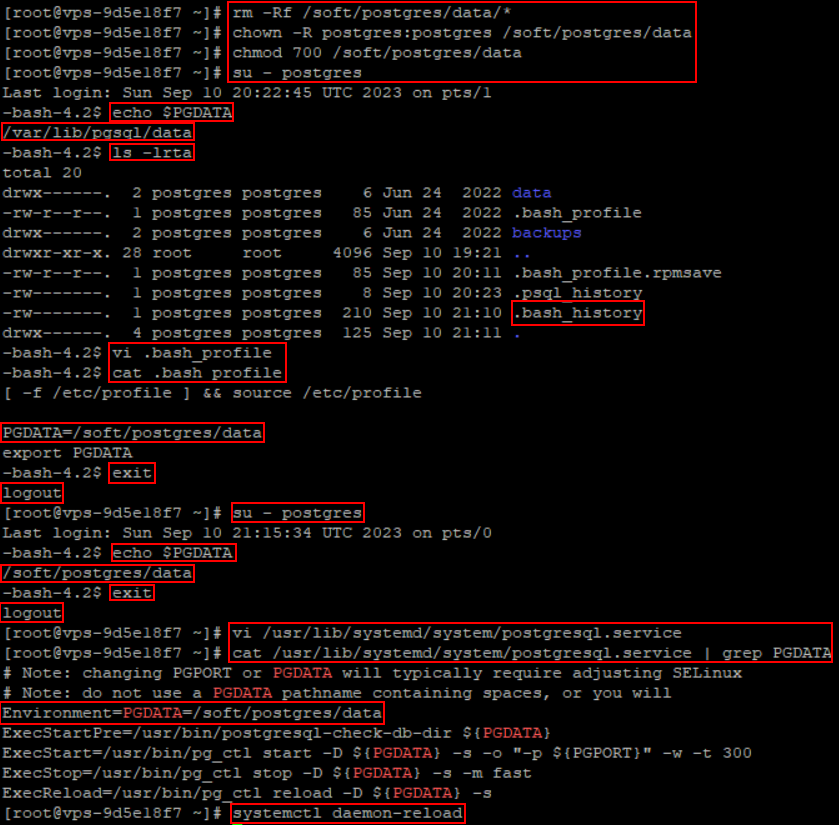 [root@vps-9d5e18f7 ~]# rm -Rf /soft/postgres/data/*
[root@vps-9d5e18f7 ~]# chown -R postgres:postgres /soft/postgres/data
[root@vps-9d5e18f7 ~]# chmod 700 /soft/postgres/data
[root@vps-9d5e18f7 ~]# su - postgres
Last login: Sun Sep 10 20:22:45 UTC 2023 on pts/1
-bash-4.2$ echo $PGDATA
/var/lib/pgsql/data
-bash-4.2$ ls -lrta
total 20
drwx------.  2 postgres postgres    6 Jun 24  2022 data
-rw-r--r--.  1 postgres postgres   85 Jun 24  2022 .bash_profile
drwx------.  2 postgres postgres    6 Jun 24  2022 backups
drwxr-xr-x. 28 root     root     4096 Sep 10 19:21 ..
-rw-r--r--.  1 postgres postgres   85 Sep 10 20:11 .bash_profile.rpmsave
-rw-------.  1 postgres postgres    8 Sep 10 20:23 .psql_history
-rw-------.  1 postgres postgres  210 Sep 10 21:10 .bash_history
drwx------.  4 postgres postgres  125 Sep 10 21:11 .
-bash-4.2$ vi .bash_profile
-bash-4.2$ cat .bash_profile
[ -f /etc/profile ] && source /etc/profile
PGDATA=/soft/postgres/data
export PGDATA
-bash-4.2$ exit
logout
[root@vps-9d5e18f7 ~]# su - postgres
Last login: Sun Sep 10 21:15:34 UTC 2023 on pts/0
-bash-4.2$ echo $PGDATA
/soft/postgres/data
-bash-4.2$ exit
logout
[root@vps-9d5e18f7 ~]# vi /usr/lib/systemd/system/postgresql.service
[root@vps-9d5e18f7 ~]# cat /usr/lib/systemd/system/postgresql.service | grep PGDATA
# Note: changing PGPORT or PGDATA will typically require adjusting SELinux
# Note: do not use a PGDATA pathname containing spaces, or you will
Environment=PGDATA=/soft/postgres/data
ExecStartPre=/usr/bin/postgresql-check-db-dir ${PGDATA}
ExecStart=/usr/bin/pg_ctl start -D ${PGDATA} -s -o "-p ${PGPORT}" -w -t 300
ExecStop=/usr/bin/pg_ctl stop -D ${PGDATA} -s -m fast
ExecReload=/usr/bin/pg_ctl reload -D ${PGDATA} -s
[root@vps-9d5e18f7 ~]# systemctl daemon-reload